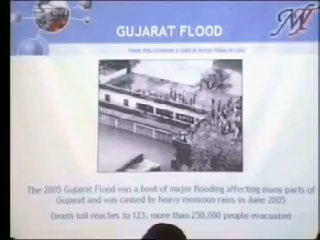 GUJARAT FLOOD
The 2005 Gujarat Flood was a bout of major flooding affecting many parts of
Gujarat and was caused by heavy monsoon rains in June 2005
Death toll reaches to 123, more than 250,000 people evacuated